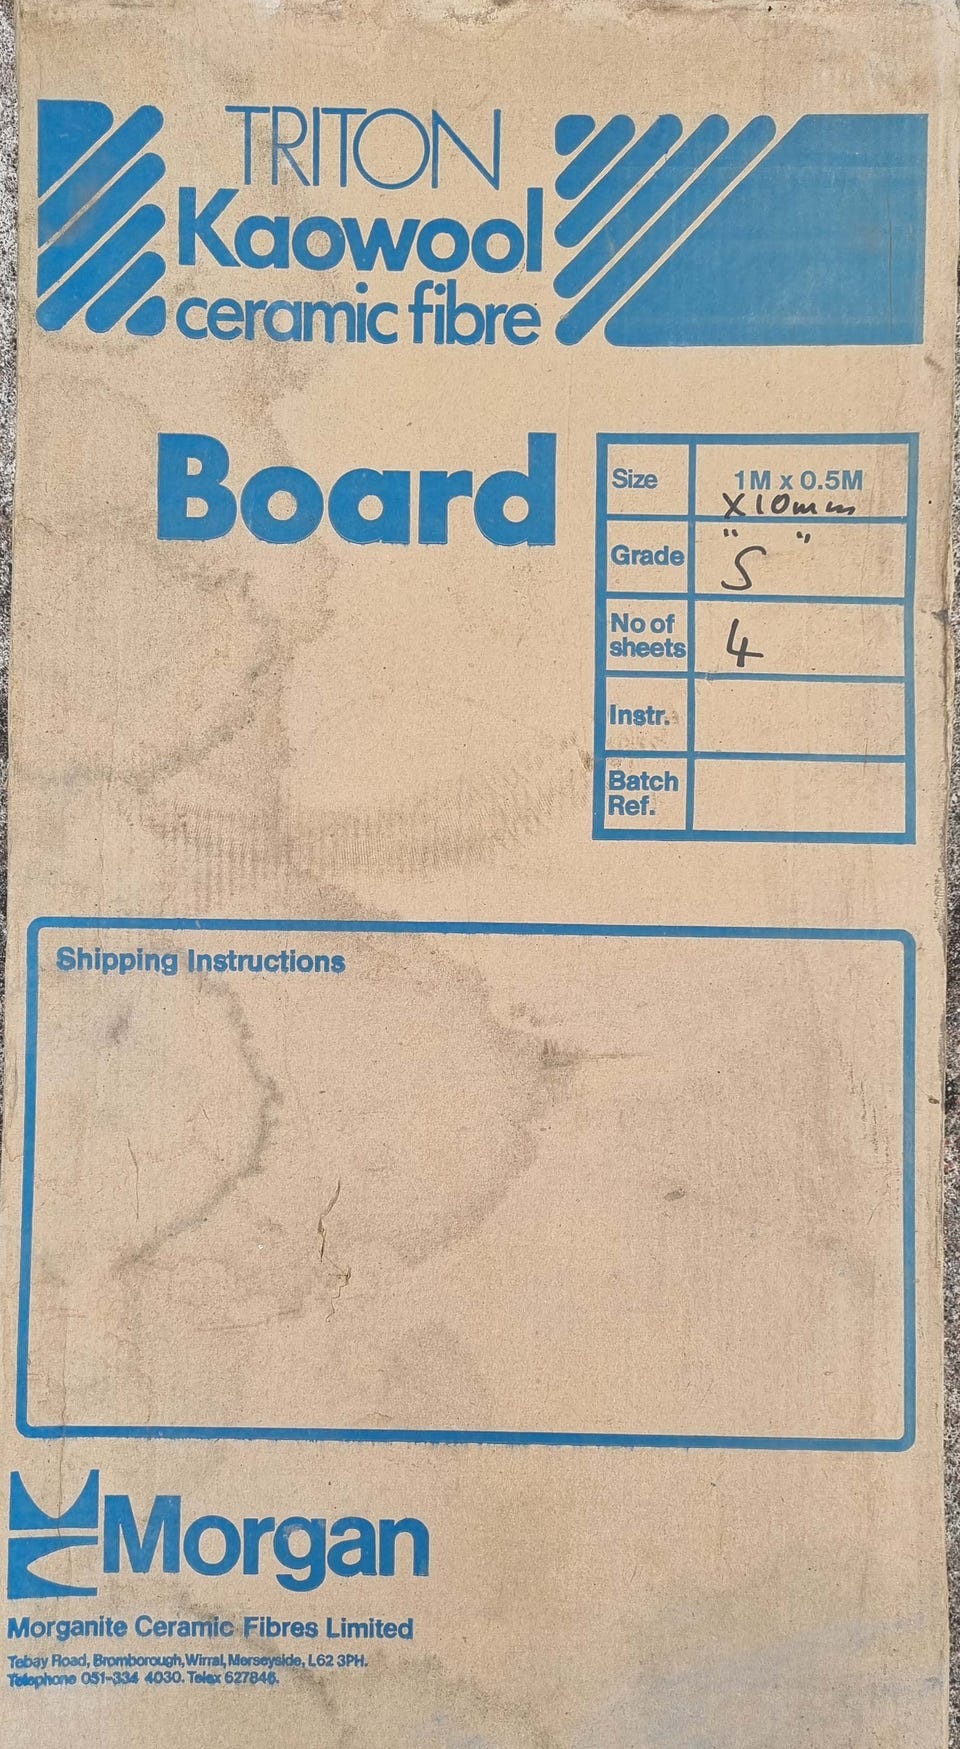 TRITON
Kaowool
ceramic fibre
Board
Size 1M x 0.5M
x10mm
Grade "S"
No of
sheets 4
Instr.
Batch
Ref.
Shipping Instructions
Morgan
Morganite Ceramic Fibres Limited
Tebay Road, Bromborough, Wirral, Merseyside, L62 3PH.
Telephone 051-334 4030. Telex 627846.